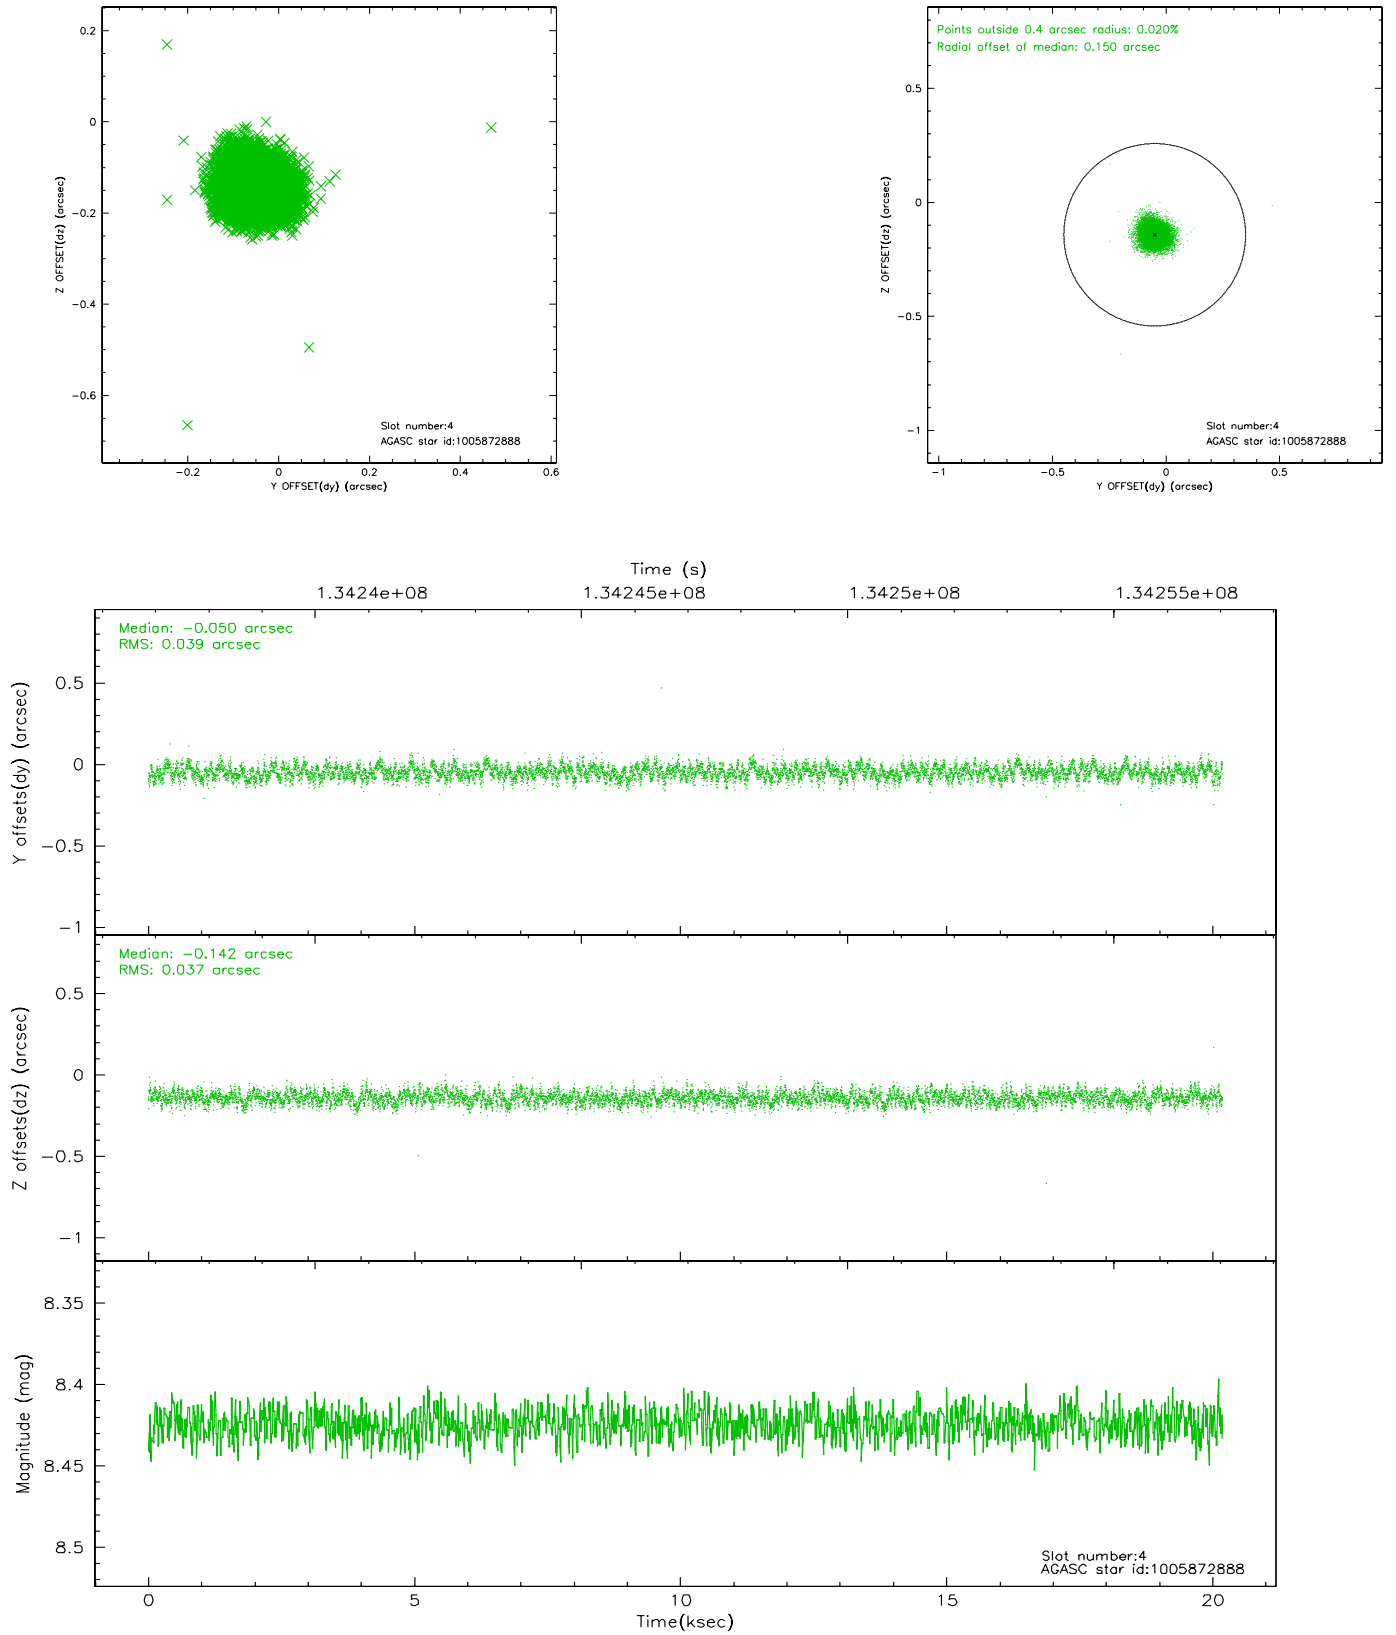 0.2
0
−0.2
−0.4
−0.6
Z OFFSET(dz) (arcsec)
Slot number:4
AGASC star id:1005872888
−0.2
0
0.2
0.4
0.6
Y OFFSET(dy) (arcsec)
Points outside 0.4 arcsec radius: 0.020%
Radial offset of median: 0.150 arcsec
0.5
0
−0.5
−1
Z OFFSET(dz) (arcsec)
Slot number:4
AGASC star id:1005872888
−1
−0.5
0
0.5
Y OFFSET(dy) (arcsec)
Time (s)
1.3424e+08
1.34245e+08
1.3425e+08
1.34255e+08
Median: −0.050 arcsec
RMS: 0.039 arcsec
0.5
0
−0.5
−1
Y offsets(dy) (arcsec)
Median: −0.142 arcsec
RMS: 0.037 arcsec
0.5
0
−0.5
−1
Z offsets(dz) (arcsec)
8.35
8.4
8.45
8.5
Magnitude (mag)
Slot number:4
AGASC star id:1005872888
0
5
10
15
20
Time(ksec)